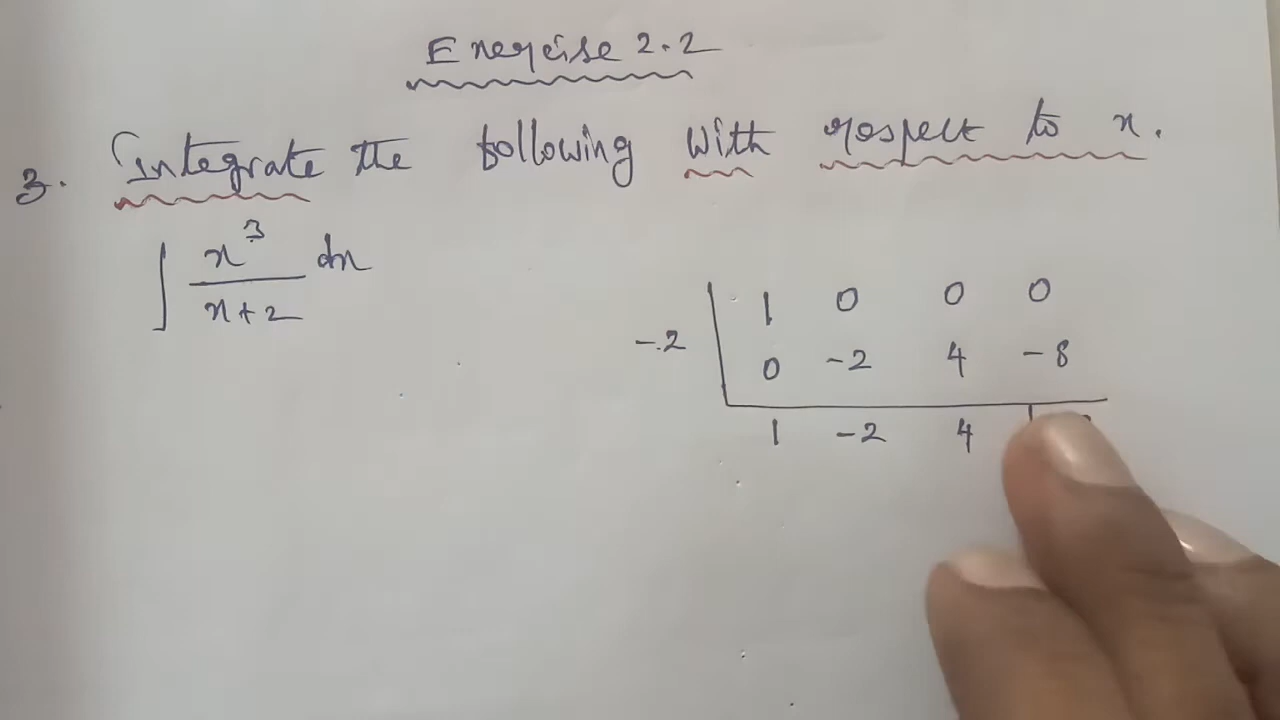 Exercise 2.2
3. Integrate the following with respect to x.
∫ x³/(x+2) dx
-2 | 1 0 0 0
0 -2 4 -8
1 -2 4